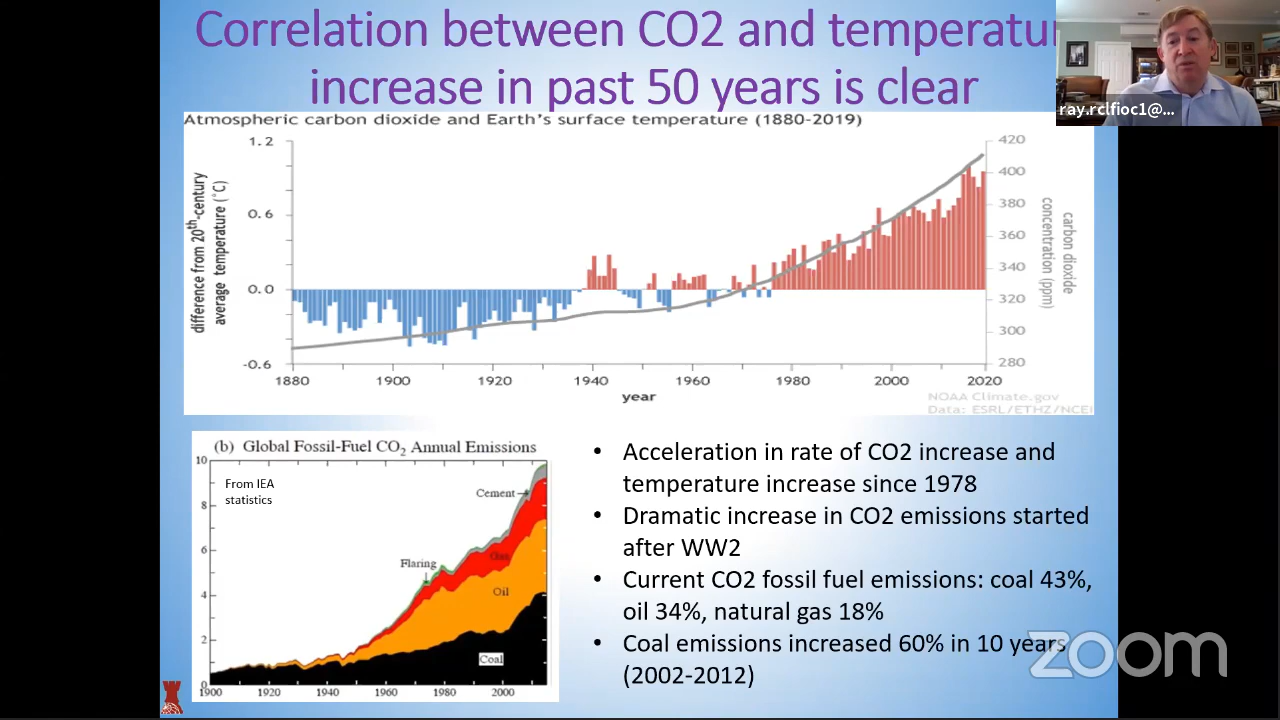 Correlation between CO2 and temperatur
increase in past 50 years is clear
ray.rclfioc1@...
Atmospheric carbon dioxide and Earth's surface temperature (1880-2019)
difference from 20th-century
average temperature (°C)
1.2
0.6
0.0
-0.6
420
400
380
360
340
320
300
280
carbon dioxide
concentration (ppm)
1880 1900 1920 1940 1960 1980 2000 2020
year
NOAA Climate.gov
Data: ESRL/ETHZ/NCEI
(b) Global Fossil-Fuel CO2 Annual Emissions
From IEA
statistics
10
8
6
4
2
0
Cement
Flaring
Gas
Oil
Coal
1900 1920 1940 1960 1980 2000
• Acceleration in rate of CO2 increase and
temperature increase since 1978
• Dramatic increase in CO2 emissions started
after WW2
• Current CO2 fossil fuel emissions: coal 43%,
oil 34%, natural gas 18%
• Coal emissions increased 60% in 10 years
(2002-2012)
zoom